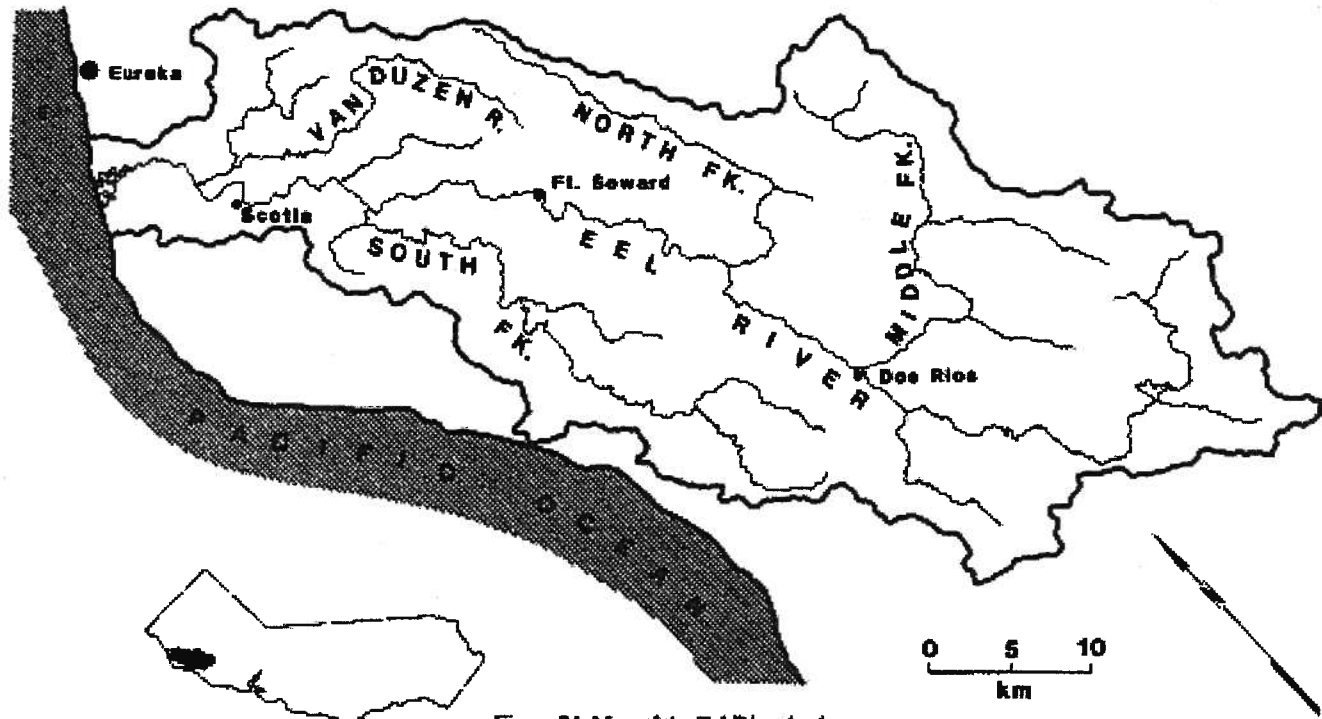 Eureka
VAN DUZEN R.
NORTH FK.
MIDDLE FK.
Ft. Seward
Scotia
SOUTH FK.
EEL RIVER
Dos Rios
PACIFIC OCEAN
0 5 10
km